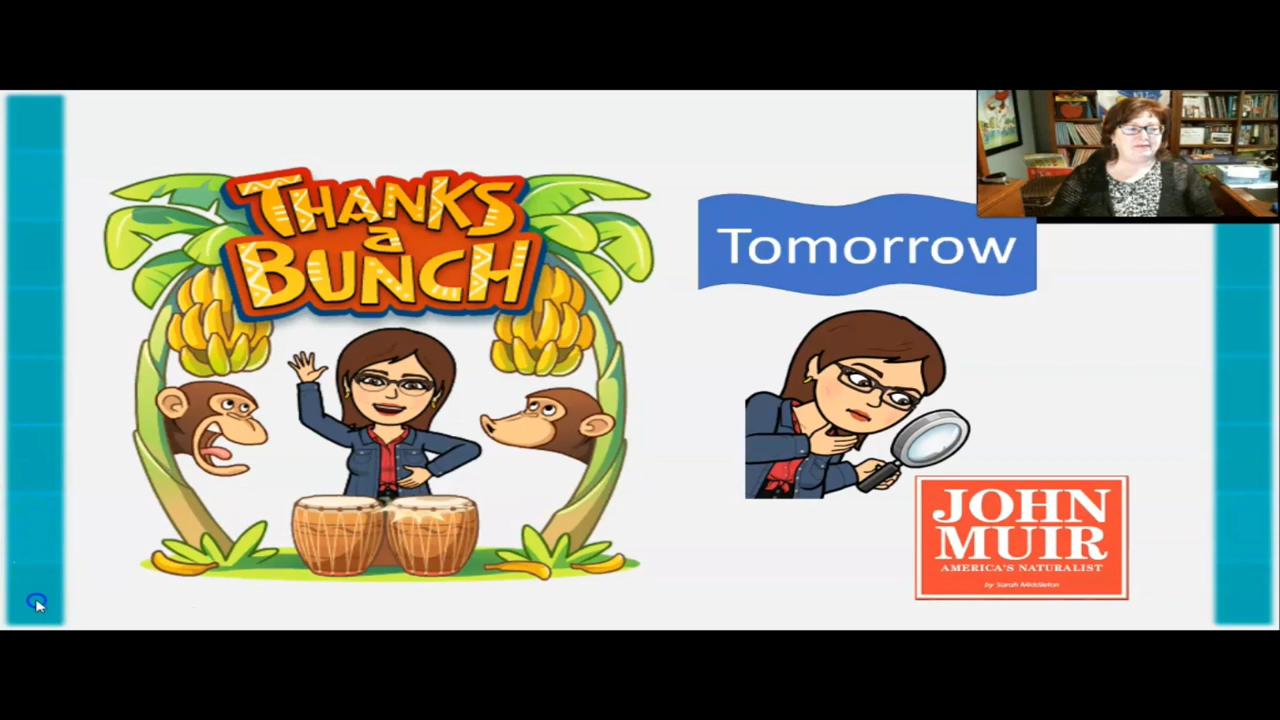 THANKS
a
BUNCH
Tomorrow
JOHN
MUIR
AMERICA'S NATURALIST
by Sarah Middleton